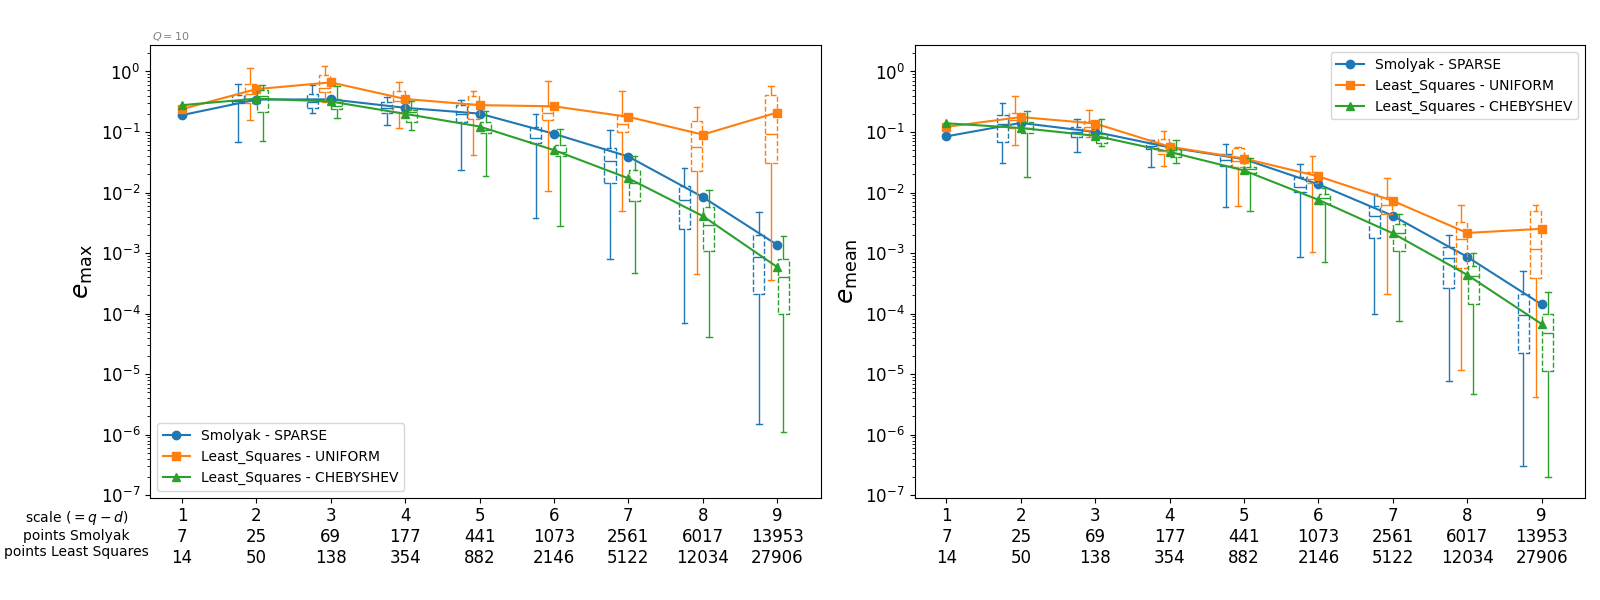 Q = 10
10⁰
10⁻¹
10⁻²
10⁻³
10⁻⁴
10⁻⁵
10⁻⁶
10⁻⁷
e_max
Smolyak - SPARSE
Least_Squares - UNIFORM
Least_Squares - CHEBYSHEV
scale (= q − d) 1 2 3 4 5 6 7 8 9
points Smolyak 7 25 69 177 441 1073 2561 6017 13953
points Least Squares 14 50 138 354 882 2146 5122 12034 27906
10⁰
10⁻¹
10⁻²
10⁻³
10⁻⁴
10⁻⁵
10⁻⁶
10⁻⁷
e_mean
Smolyak - SPARSE
Least_Squares - UNIFORM
Least_Squares - CHEBYSHEV
1 2 3 4 5 6 7 8 9
7 25 69 177 441 1073 2561 6017 13953
14 50 138 354 882 2146 5122 12034 27906